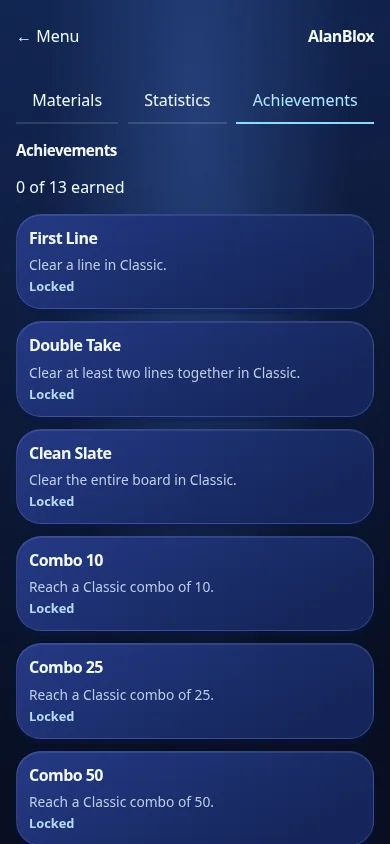 ← Menu
AlanBlox
Materials
Statistics
Achievements
Achievements
0 of 13 earned
First Line
Clear a line in Classic.
Locked
Double Take
Clear at least two lines together in Classic.
Locked
Clean Slate
Clear the entire board in Classic.
Locked
Combo 10
Reach a Classic combo of 10.
Locked
Combo 25
Reach a Classic combo of 25.
Locked
Combo 50
Reach a Classic combo of 50.
Locked